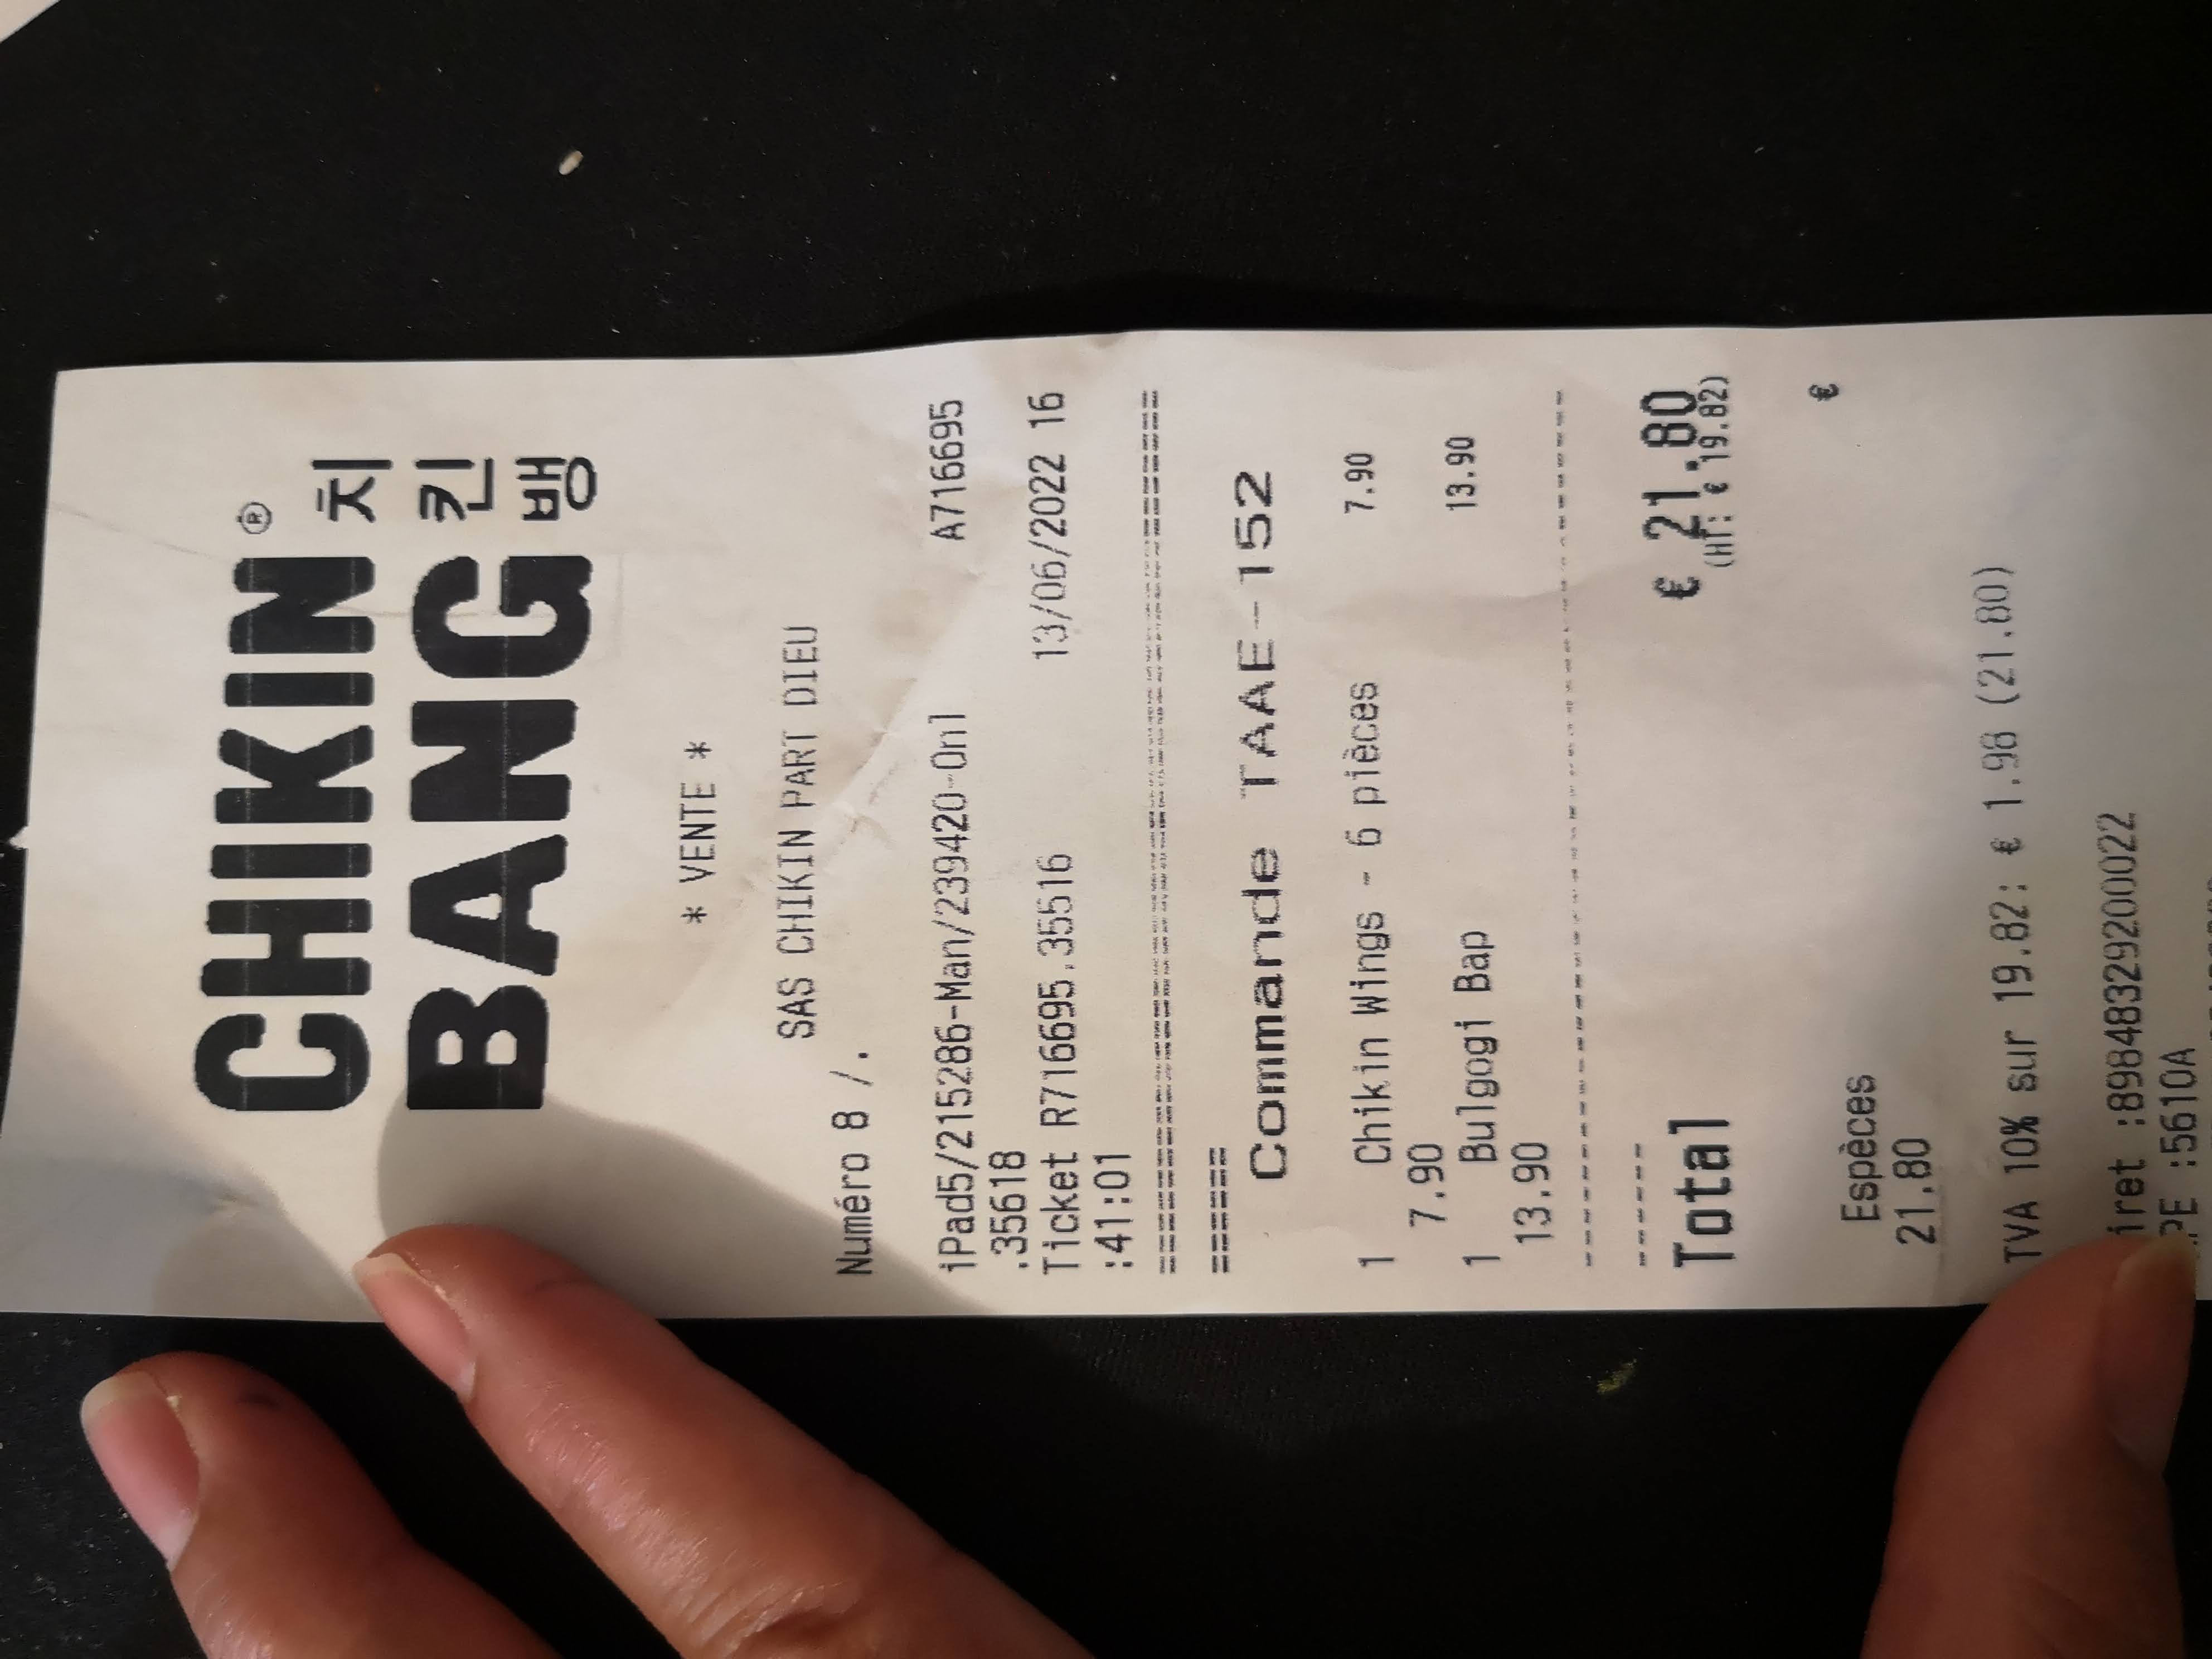 CHIKIN ® 치
BANG 킨
뱅
* VENTE *
SAS CHIKIN PART DIEU
Numéro 8 /.
iPad5/215286-Man/239420-Onl A716695
.35618
Ticket R716695.35516 13/06/2022 16
:41:01
==========================================
======
Commande TAAE-152
1 Chikin Wings - 6 pièces 7.90
7.90
1 Bulgogi Bap 13.90
13.90
------------------------------------------
------
Total € 21.80
(HT: € 19.82)
Espèces €
21.80
TVA 10% sur 19.82: € 1.98 (21.80)
iret :89848329200022
PE :5610A